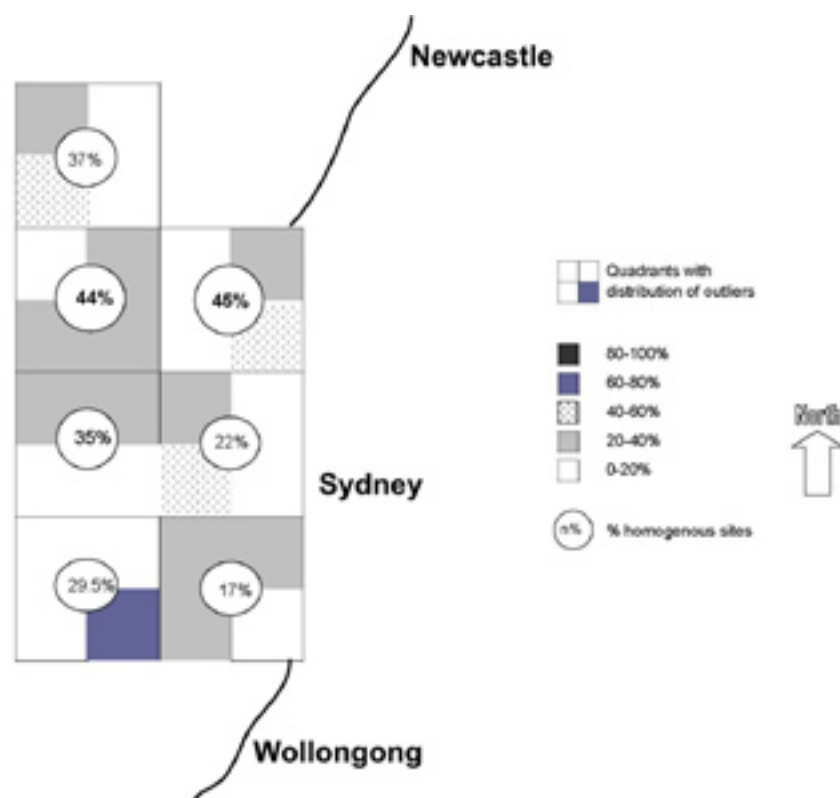 Newcastle
37%
44%
46%
Quadrants with
distribution of outliers
80-100%
60-80%
40-60%
20-40%
0-20%
North
35%
22%
Sydney
n% % homogenous sites
29.5%
17%
Wollongong